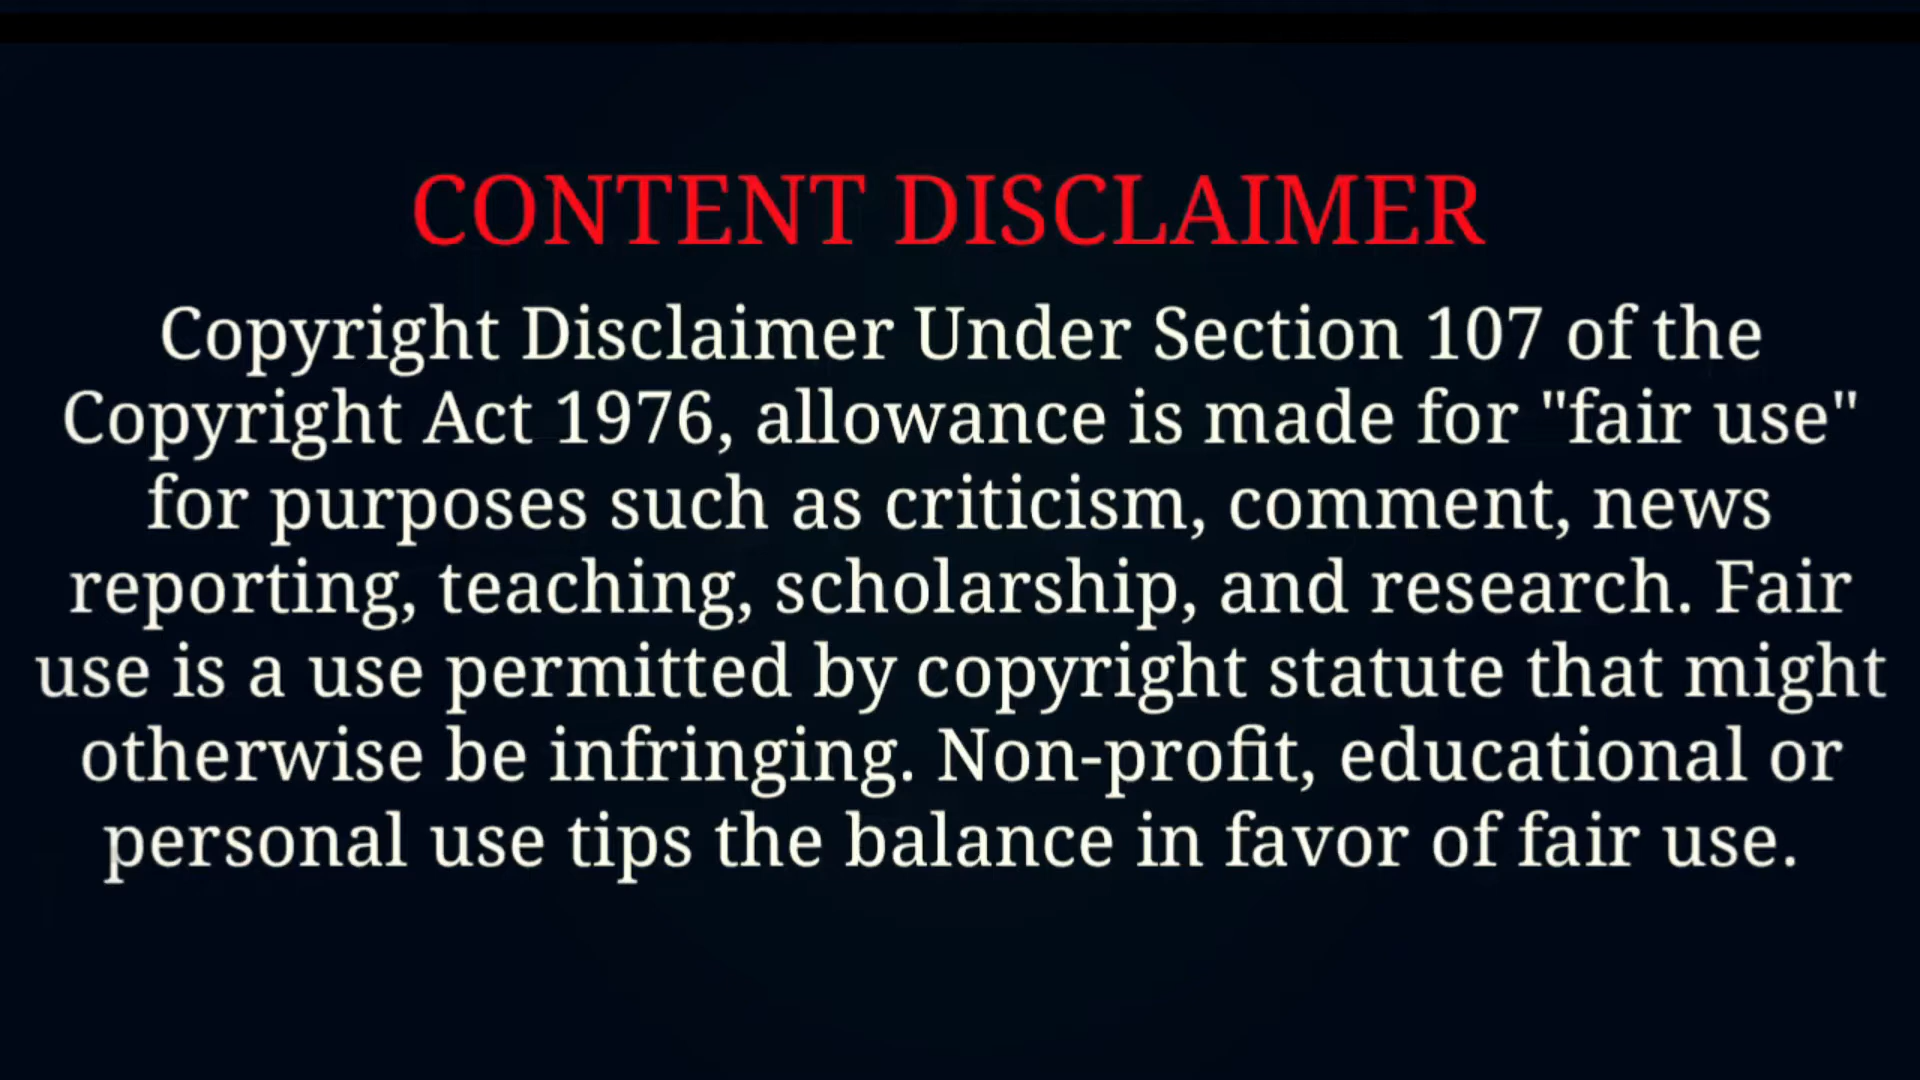 CONTENT DISCLAIMER
Copyright Disclaimer Under Section 107 of the
Copyright Act 1976, allowance is made for "fair use"
for purposes such as criticism, comment, news
reporting, teaching, scholarship, and research. Fair
use is a use permitted by copyright statute that might
otherwise be infringing. Non-profit, educational or
personal use tips the balance in favor of fair use.